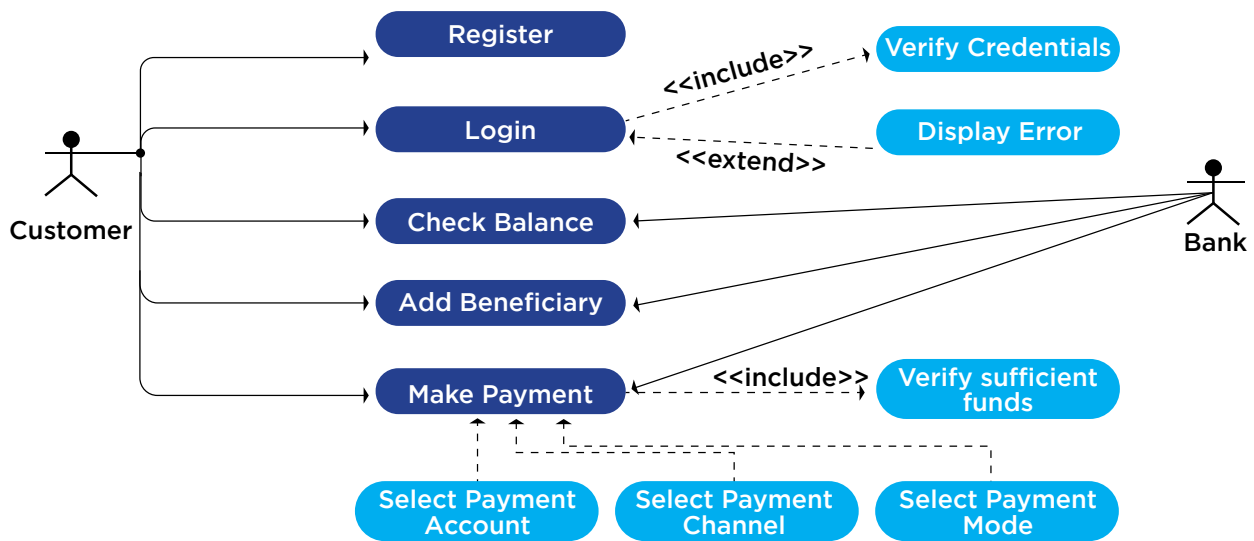 Register
<<include>>
Verify Credentials
Login
Display Error
<<extend>>
Customer
Check Balance
Bank
Add Beneficiary
Make Payment
<<include>>
Verify sufficient
funds
Select Payment
Account
Select Payment
Channel
Select Payment
Mode